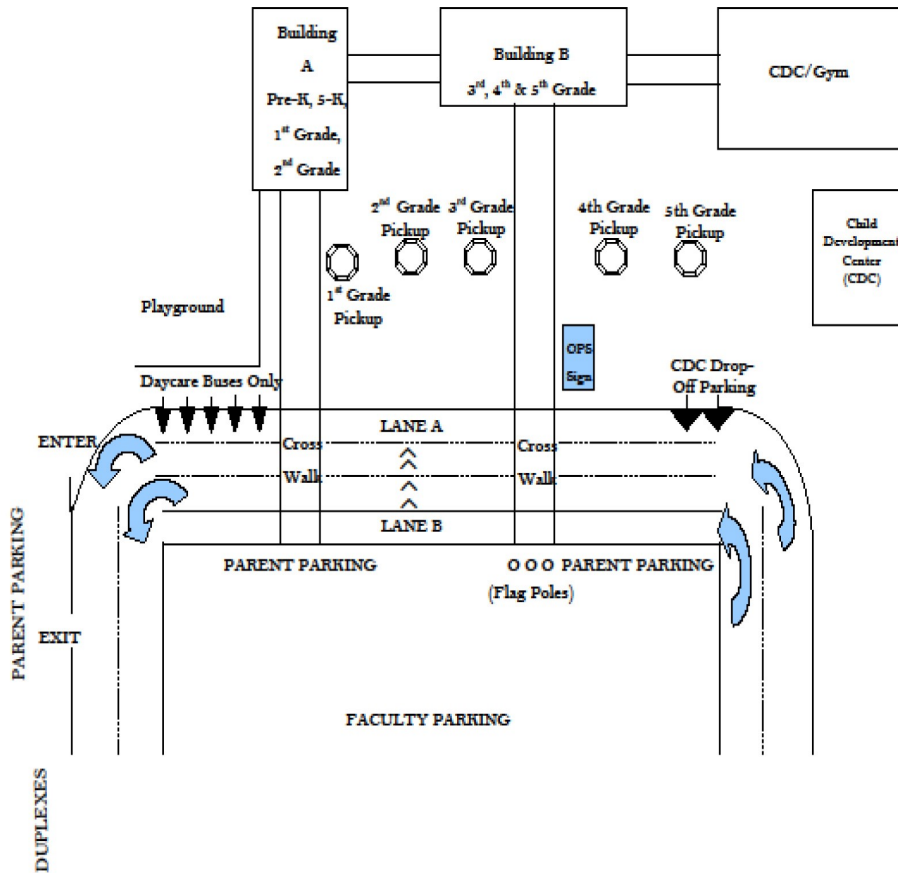 Building
A
Pre-K, 5-K,
1st Grade,
2nd Grade
Building B
3rd, 4th & 5th Grade
CDC/Gym
2nd Grade
Pickup
3rd Grade
Pickup
4th Grade
Pickup
5th Grade
Pickup
Child
Development
Center
(CDC)
1st Grade
Pickup
Playground
OPS
Sign
Daycare Buses Only
CDC Drop-
Off Parking
LANE A
ENTER
Cross
Walk
Cross
Walk
LANE B
PARENT PARKING
PARENT PARKING
O O O PARENT PARKING
(Flag Poles)
EXIT
FACULTY PARKING
DUPLEXES